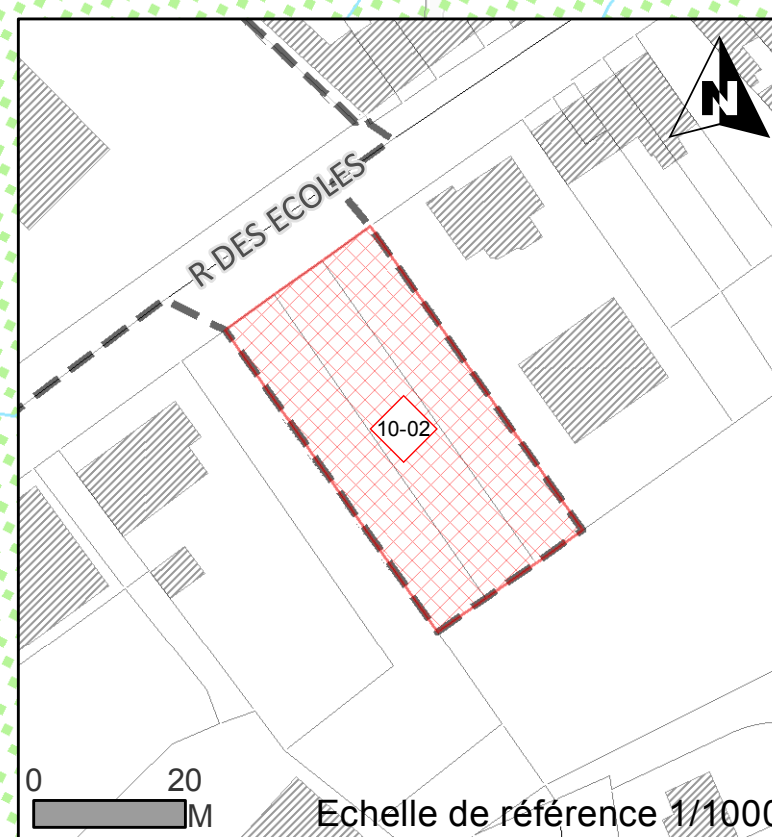 N
R DES ECOLES
10-02
0 20
M
Echelle de référence 1/1000